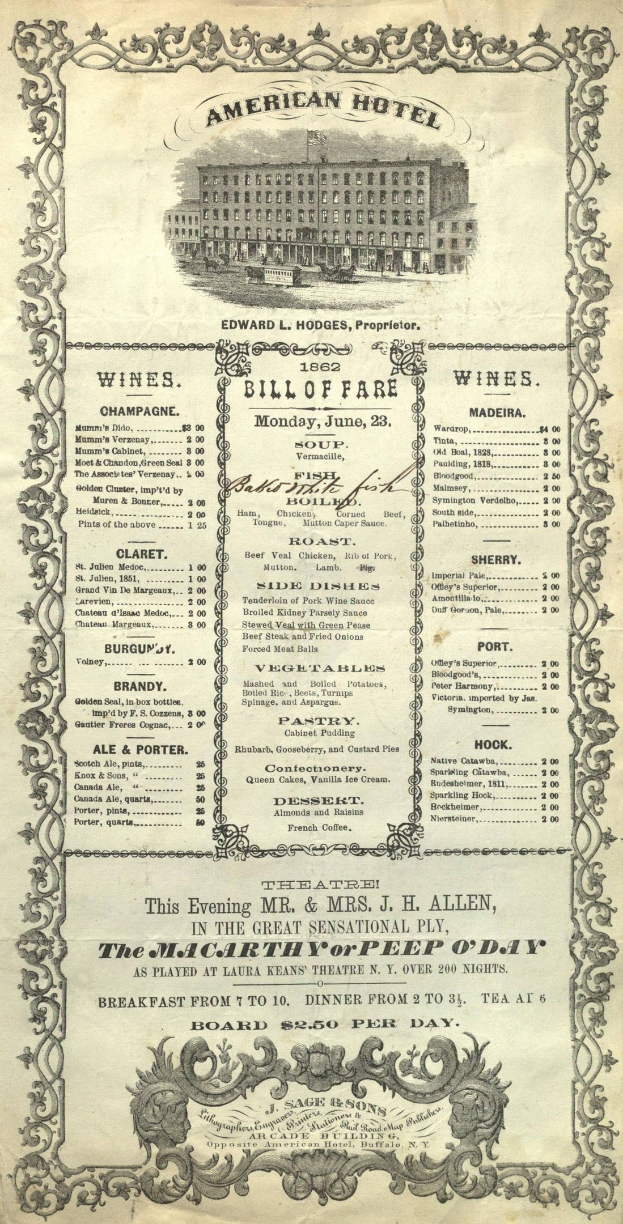 AMERICAN HOTEL
EDWARD L. HODGES, Proprietor.
WINES.
CHAMPAGNE.
Mumm's Dido, $3 00
Mumm's Verzenay, 2 00
Mumm's Cabinet, 3 00
Moet & Chandon, Green Seal 3 00
The Associates' Verzenay.. 2 00
Golden Cluster, imp'td by
Muren & Bonner, 2 00
Heidsick, 2 00
Pints of the above 1 25
CLARET.
St. Julien Medoc, 1 00
St. Julien, 1851, 1 00
Grand Vin De Margeaux, 2 00
Larevien, 2 00
Chateau d'Isaac Medoc, 2 00
Chateau Margeaux, 3 00
BURGUNDY.
Volney, 2 00
BRANDY.
Golden Seal, in box bottles.
imp'd by F. S. Cozzens, 3 00
Gautier Freres Cognac, 2 00
ALE & PORTER.
Scotch Ale, pints, 25
Knox & Sons, " 25
Canada Ale, " 25
Canada Ale, quarts, 50
Porter, pints, 25
Porter, quarts 50
1862
BILL OF FARE
Monday, June, 23.
SOUP.
Vermacille,
FISH.
Baked White fish
BOILED.
Ham, Chicken, Corned Beef,
Tongue, Mutton Caper Sauce.
ROAST.
Beef Veal Chicken, Rib of Pork,
Mutton. Lamb. Pig.
SIDE DISHES
Tenderloin of Pork Wine Sauce
Broiled Kidney Parsely Sauce
Stewed Veal with Green Pease
Beef Steak and Fried Onions
Forced Meat Balls
VEGETABLES
Mashed and Boiled Potatoes,
Boiled Rice, Beets, Turnips
Spinage, and Aspargus.
PASTRY.
Cabinet Pudding
Rhubarb, Gooseberry, and Custard Pies
Confectionery.
Queen Cakes, Vanilla Ice Cream.
DESSERT.
Almonds and Raisins
French Coffee.
WINES.
MADEIRA.
Wardrop, $4 00
Tinta, 3 00
Old Boal, 1828, 3 00
Paulding, 1818, 3 00
Bloodgood, 2 50
Malmsey, 2 00
Symington Verdelho, 2 00
South side, 2 00
Palhetinho, 3 00
SHERRY.
Imperial Pale, 2 00
Offley's Superior, 2 00
Amontillado, 2 00
Duff Gordon, Pale, 2 00
PORT.
Offley's Superior, 2 00
Bloodgood's, 2 00
Peter Harmony, 2 00
Victoria, imported by Jas.
Symington, 2 00
HOCK.
Native Catawba, 2 00
Sparkling Catawba, 2 00
Rudesheimer, 1811, 2 00
Sparkling Hock, 2 00
Hockheimer, 2 00
Niersteiner, 2 00
THEATRE!
This Evening MR. & MRS. J. H. ALLEN,
IN THE GREAT SENSATIONAL PLY,
The MACARTHY or PEEP O'DAY
AS PLAYED AT LAURA KEANS' THEATRE N. Y. OVER 200 NIGHTS.
BREAKFAST FROM 7 TO 10. DINNER FROM 2 TO 3½. TEA AT 6
BOARD $2.50 PER DAY.
J. SAGE & SONS
Lithographers, Engravers, Printers, Stationers & Rail Road Map Publishers,
ARCADE BUILDING,
Opposite American Hotel, Buffalo, N. Y.